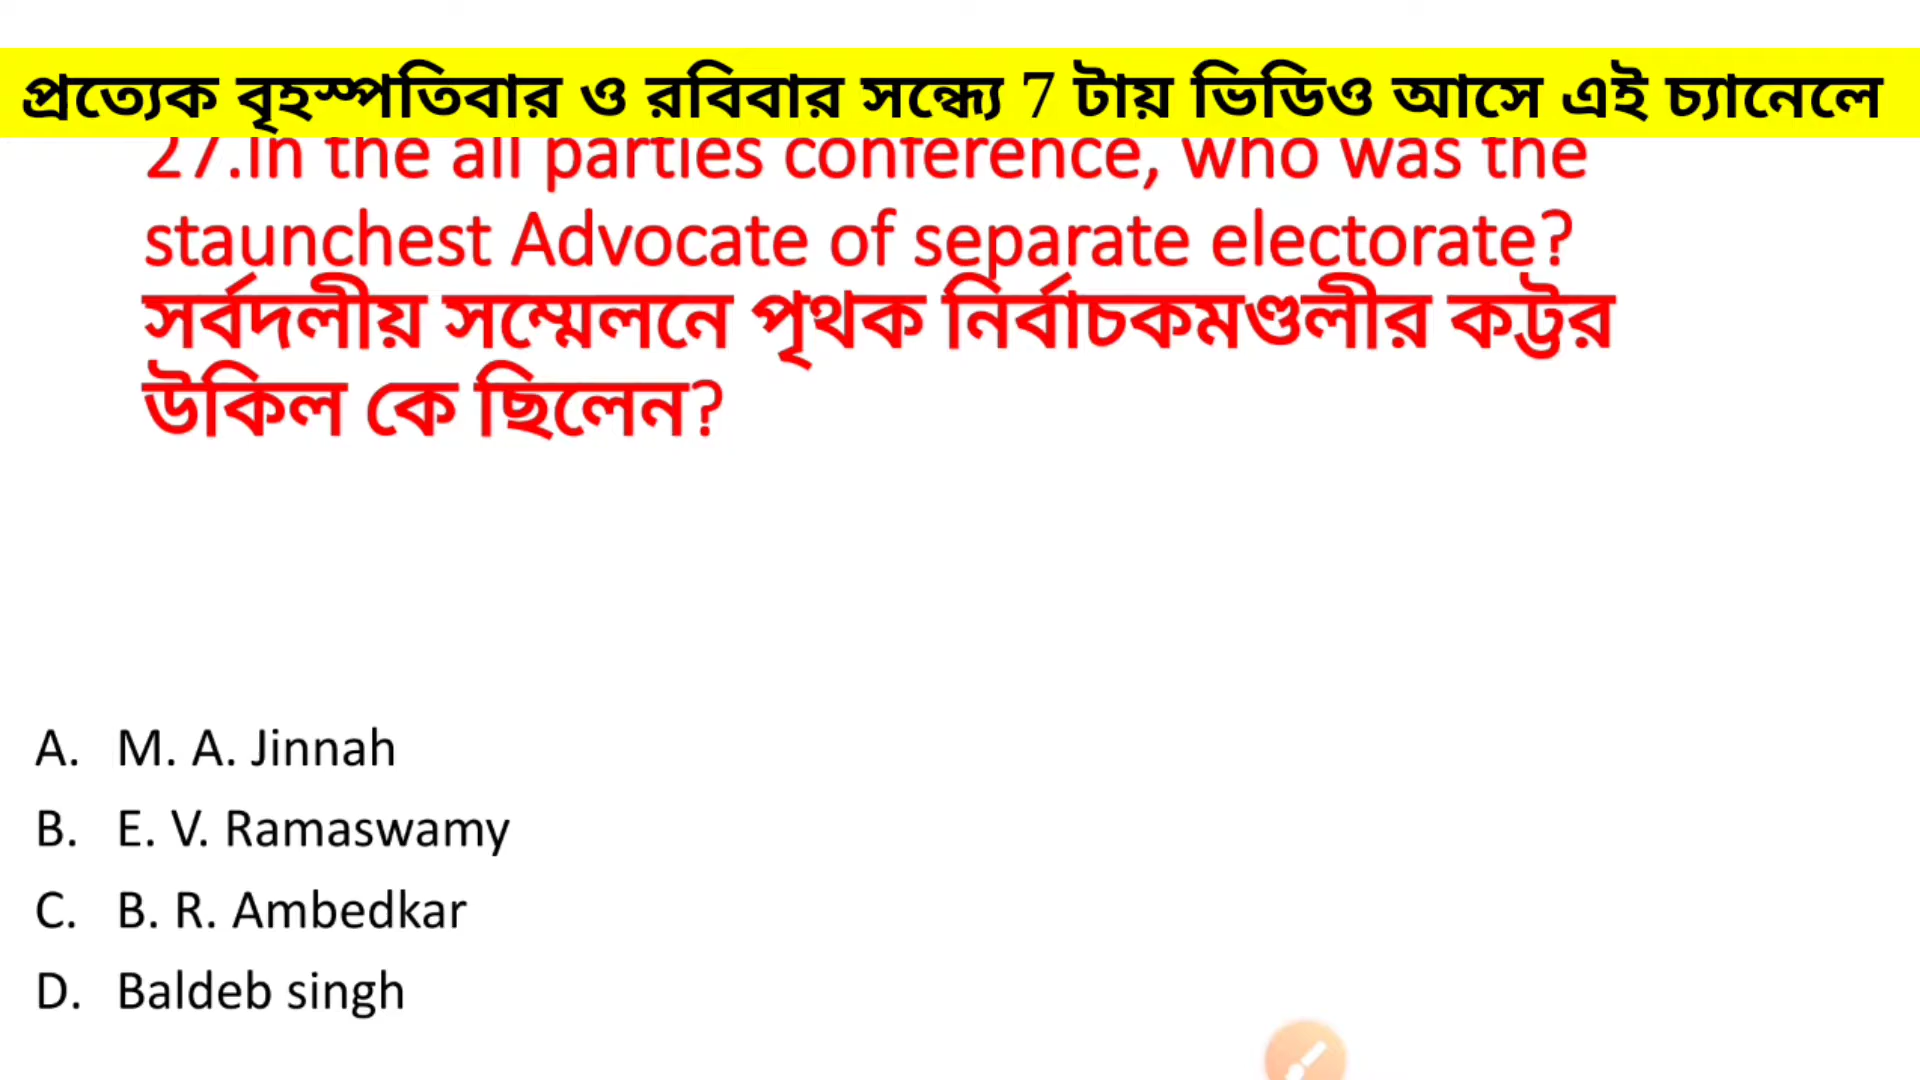 প্রত্যেক বৃহস্পতিবার ও রবিবার সন্ধ্যে 7 টায় ভিডিও আসে এই চ্যানেলে
27.In the all parties conference, who was the
staunchest Advocate of separate electorate?
সর্বদলীয় সম্মেলনে পৃথক নির্বাচকমণ্ডলীর কট্টর
উকিল কে ছিলেন?
A. M. A. Jinnah
B. E. V. Ramaswamy
C. B. R. Ambedkar
D. Baldeb singh